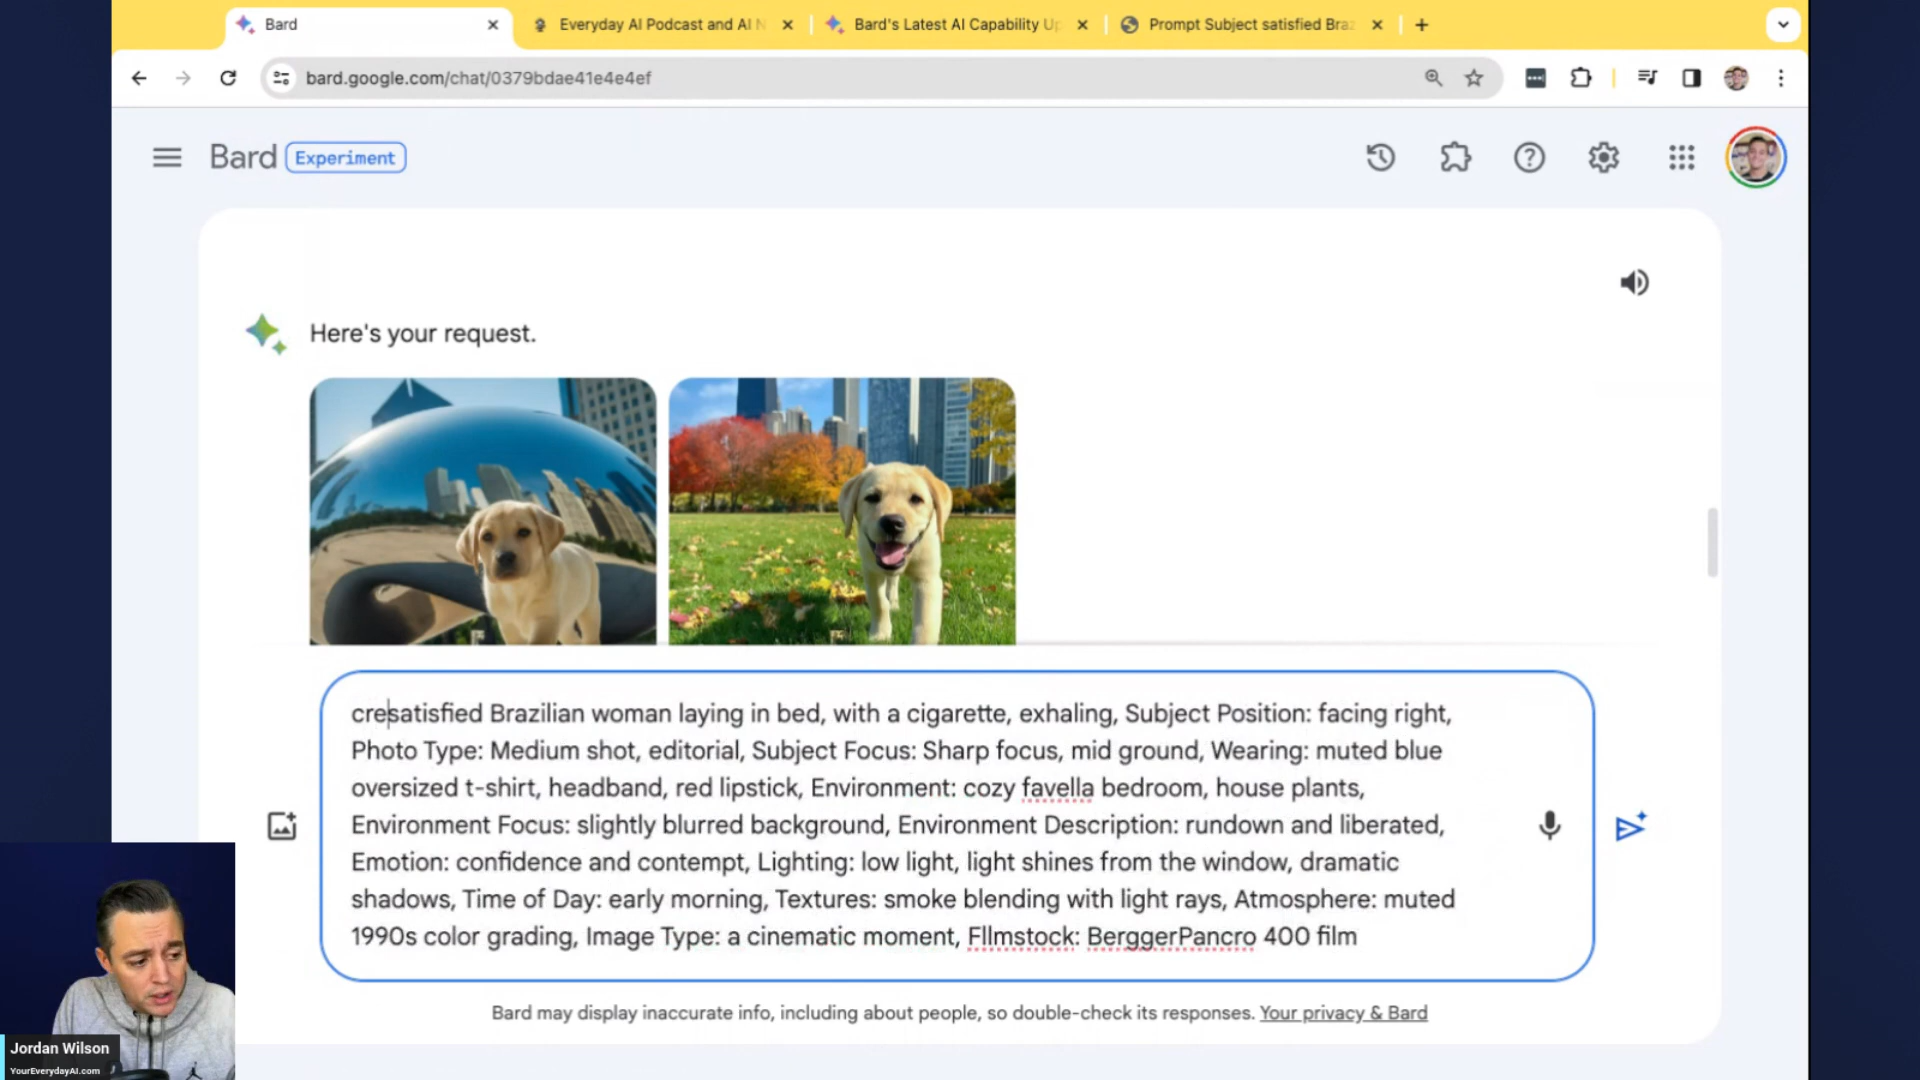 Bard
Everyday AI Podcast and AI N
Bard's Latest AI Capability Up
Prompt Subject satisfied Braz
bard.google.com/chat/0379bdae41e4e4ef
Bard Experiment
Here's your request.
cresatisfied Brazilian woman laying in bed, with a cigarette, exhaling, Subject Position: facing right,
Photo Type: Medium shot, editorial, Subject Focus: Sharp focus, mid ground, Wearing: muted blue
oversized t-shirt, headband, red lipstick, Environment: cozy favella bedroom, house plants,
Environment Focus: slightly blurred background, Environment Description: rundown and liberated,
Emotion: confidence and contempt, Lighting: low light, light shines from the window, dramatic
shadows, Time of Day: early morning, Textures: smoke blending with light rays, Atmosphere: muted
1990s color grading, Image Type: a cinematic moment, FIlmstock: BerggerPancro 400 film
Bard may display inaccurate info, including about people, so double-check its responses. Your privacy & Bard
Jordan Wilson
YourEverydayAI.com